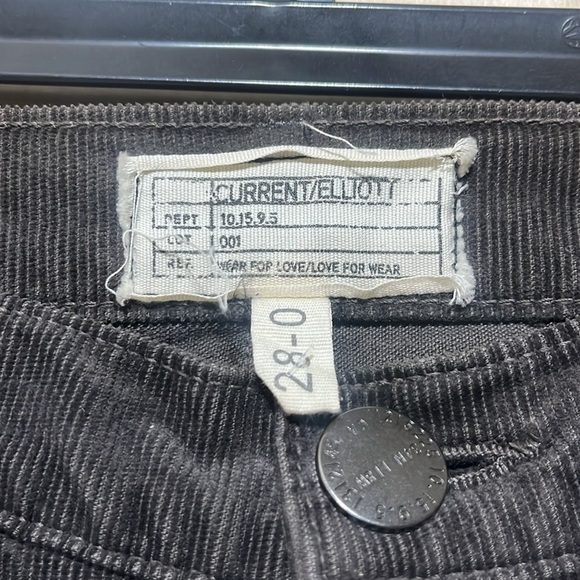 CURRENT/ELLIOTT
DEPT 10.15.9.5
LOT 001
REF. WEAR FOR LOVE/LOVE FOR WEAR
28-0